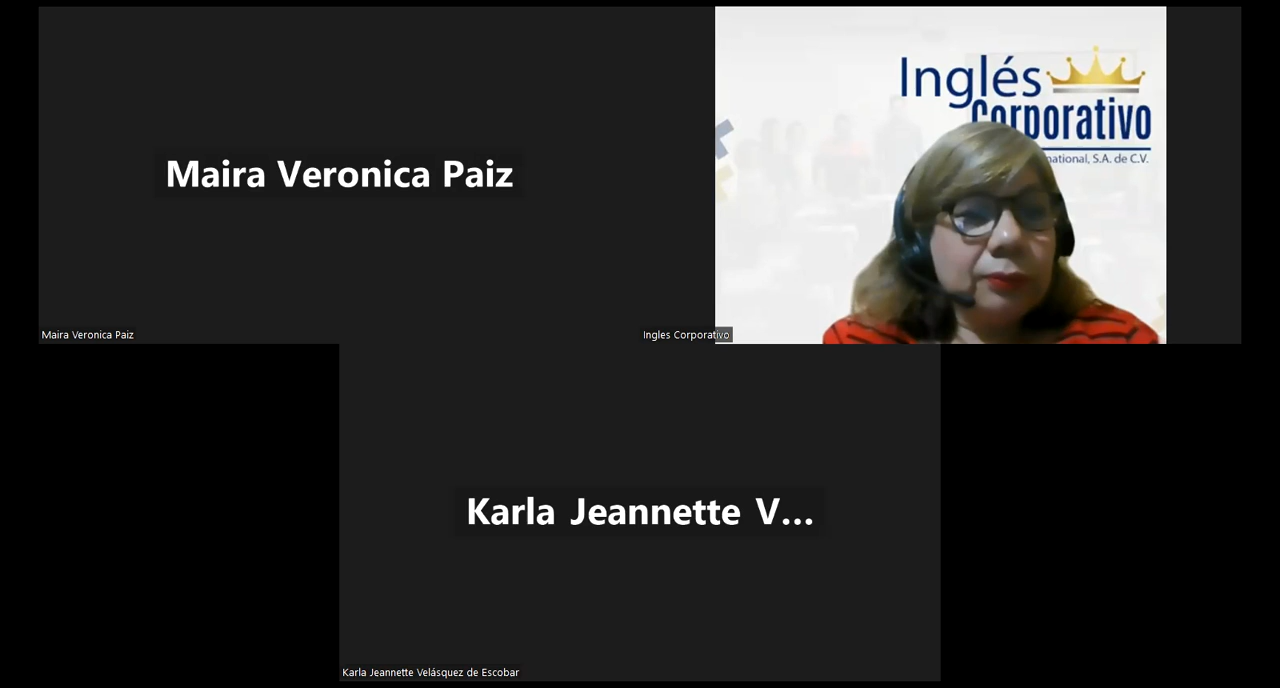 Maira Veronica Paiz
Maira Veronica Paiz
Inglés
Corporativo
national, S.A. de C.V.
Ingles Corporativo
Karla Jeannette V...
Karla Jeannette Velásquez de Escobar